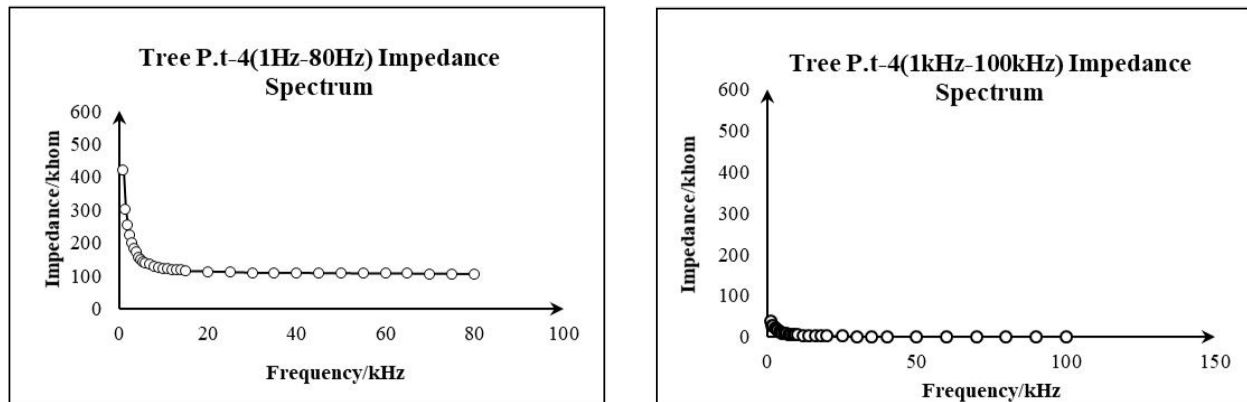 Tree P.t-4(1Hz-80Hz) Impedance
Spectrum
600
500
400
300
200
100
0
Impedance/khom
0 20 40 60 80 100
Frequency/kHz
Tree P.t-4(1kHz-100kHz) Impedance
Spectrum
600
500
400
300
200
100
0
Impedance/khom
0 50 100 150
Frequency/kHz